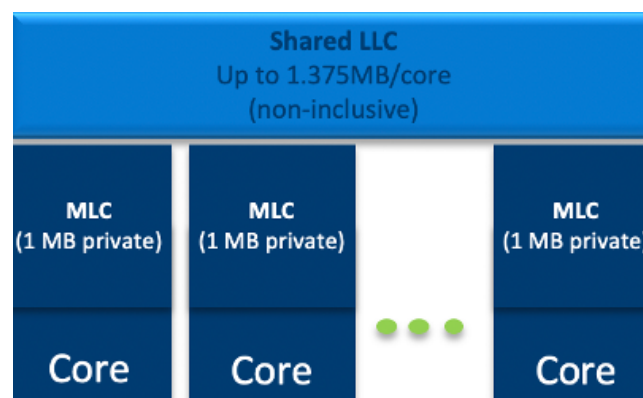 Shared LLC
Up to 1.375MB/core
(non-inclusive)
MLC
(1 MB private)
MLC
(1 MB private)
MLC
(1 MB private)
Core
Core
Core